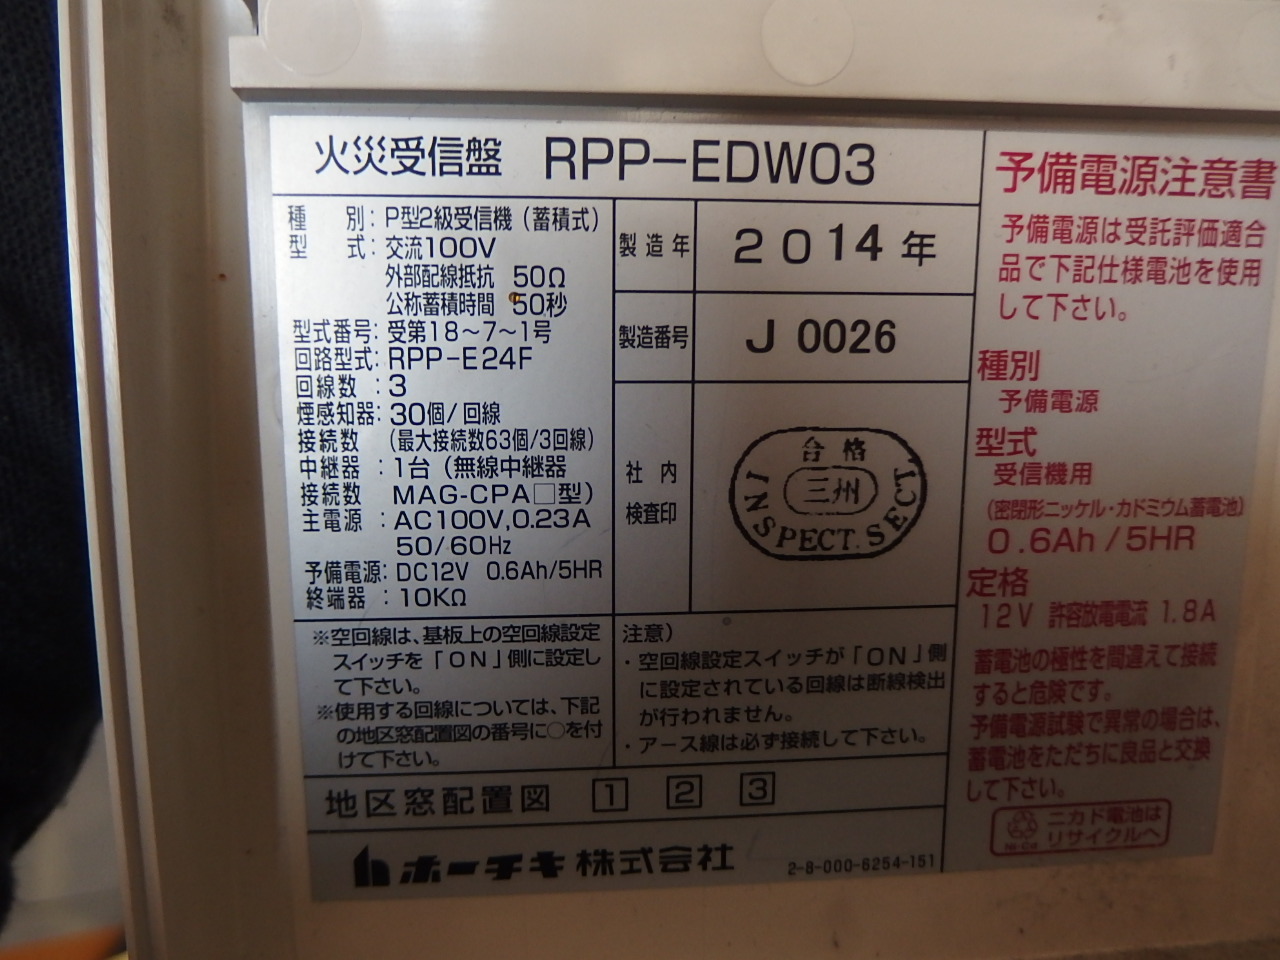 火災受信盤 RPP-EDW03
種 別: P型2級受信機(蓄積式)
型 式: 交流100V
外部配線抵抗 50Ω
公称蓄積時間 50秒
型式番号: 受第18~7~1号
回路型式: RPP-E24F
回線数 : 3
煙感知器: 30個/回線
接続数 (最大接続数63個/3回線)
中継器 : 1台(無線中継器
接続数 MAG-CPA□型)
主電源 : AC100V,0.23A
50/60Hz
予備電源: DC12V 0.6Ah/5HR
終端器 : 10KΩ
製造年 2014年
製造番号 J 0026
社内
検査印
合格
三州
INSPECT. SECT
※空回線は、基板上の空回線設定
スイッチを「ON」側に設定し
て下さい。
※使用する回線については、下記
の地区窓配置図の番号に○を付
けて下さい。
注意)
・空回線設定スイッチが「ON」側
に設定されている回線は断線検出
が行われません。
・アース線は必ず接続して下さい。
地区窓配置図 1 2 3
ホーチキ株式会社 2-8-000-6254-151
予備電源注意書
予備電源は受託評価適合
品で下記仕様電池を使用
して下さい。
種別
予備電源
型式
受信機用
(密閉形ニッケル・カドミウム蓄電池)
0.6Ah/5HR
定格
12V 許容放電電流 1.8A
蓄電池の極性を間違えて接続
すると危険です。
予備電源試験で異常の場合は、
蓄電池をただちに良品と交換
して下さい。
Ni-Cd
ニカド電池は
リサイクルへ